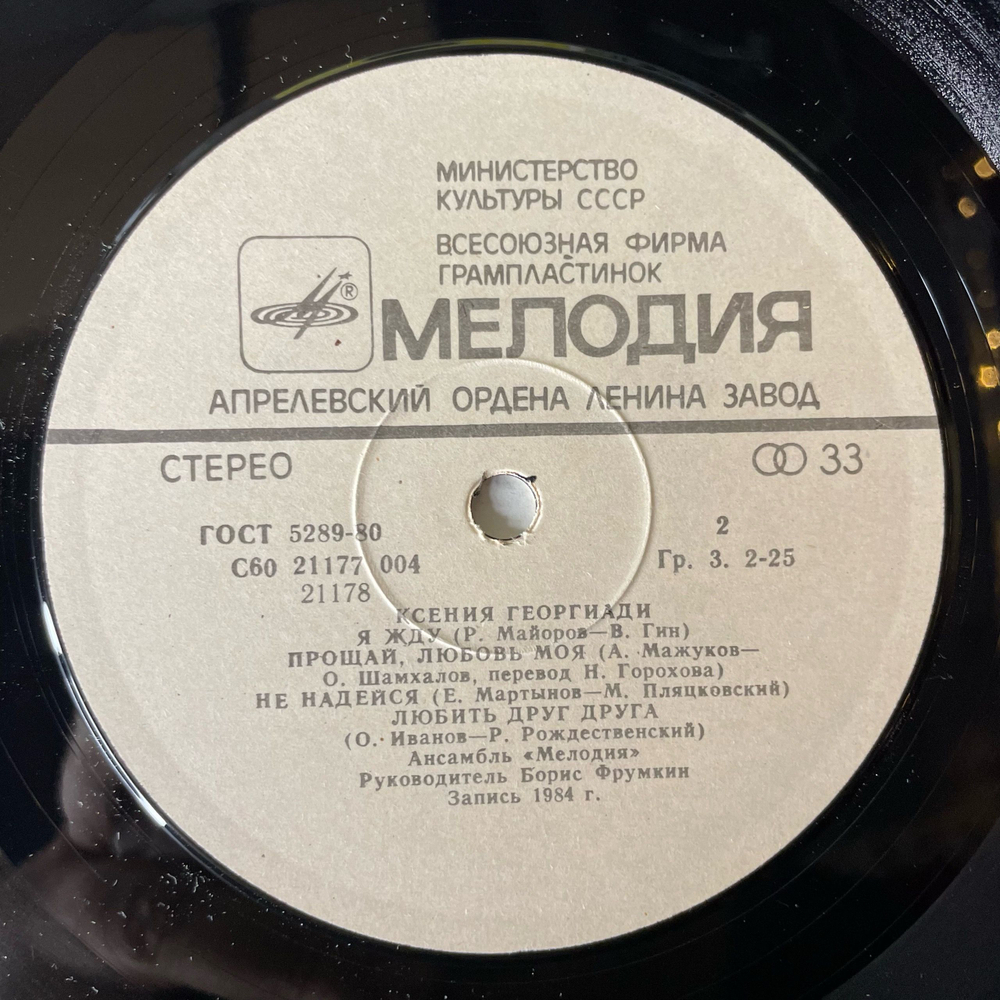 МИНИСТЕРСТВО
КУЛЬТУРЫ СССР
ВСЕСОЮЗНАЯ ФИРМА
ГРАМПЛАСТИНОК
®
МЕЛОДИЯ
АПРЕЛЕВСКИЙ ОРДЕНА ЛЕНИНА ЗАВОД
СТЕРЕО
33
ГОСТ 5289-80
2
С60 21177 004
Гр. 3. 2-25
21178
КСЕНИЯ ГЕОРГИАДИ
Я ЖДУ (Р. Майоров—В. Гин)
ПРОЩАЙ, ЛЮБОВЬ МОЯ (А. Мажуков—
О. Шамхалов, перевод Н. Горохова)
НЕ НАДЕЙСЯ (Е. Мартынов—М. Пляцковский)
ЛЮБИТЬ ДРУГ ДРУГА
(О. Иванов—Р. Рождественский)
Ансамбль «Мелодия»
Руководитель Борис Фрумкин
Запись 1984 г.